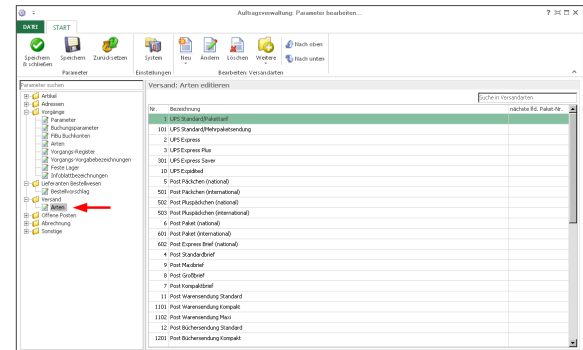 Auftragsverwaltung: Parameter bearbeiten...
DATEI START
Speichern & schließen
Speichern
Zurücksetzen
System
Neu
Ändern
Löschen
Weitere
Nach oben
Nach unten
Parameter
Einstellungen
Bearbeiten: Versandarten
Parameter suchen
Artikel
Adressen
Vorgänge
Parameter
Buchungsparameter
FiBu Buchkonten
Arten
Vorgangs-Register
Vorgangs-Vorgabebezeichnungen
Feste Lager
Infoblattbezeichnungen
Lieferanten Bestellwesen
Bestellvorschlag
Versand
Arten
Offene Posten
Abrechnung
Sonstige
Versand: Arten editieren
Suche in Versandarten
Nr. Bezeichnung nächste lfd. Paket-Nr.
1 UPS Standard/Pakettarif
101 UPS Standard/Mehrpaketsendung
2 UPS Express
3 UPS Express Plus
301 UPS Express Saver
10 UPS Expidited
5 Post Päckchen (national)
501 Post Päckchen (international)
502 Post Pluspäckchen (national)
503 Post Pluspäckchen (international)
6 Post Paket (national)
601 Post Paket (international)
602 Post Express Brief (national)
4 Post Standardbrief
9 Post Maxibrief
8 Post Großbrief
7 Post Kompaktbrief
11 Post Warensendung Standard
1101 Post Warensendung Kompakt
1102 Post Warensendung Maxi
12 Post Büchersendung Standard
1201 Post Büchersendung Kompakt